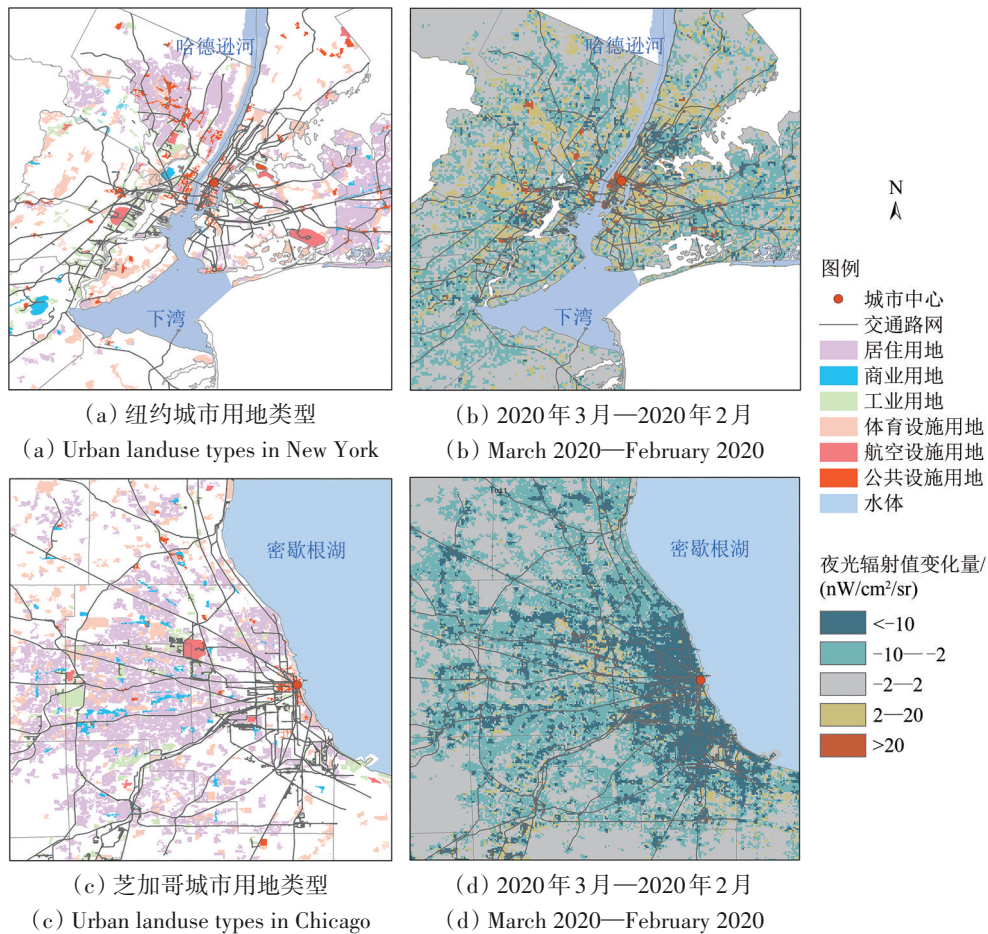 哈德逊河
下湾
哈德逊河
下湾
(a) 纽约城市用地类型
(a) Urban landuse types in New York
(b) 2020年3月—2020年2月
(b) March 2020—February 2020
密歇根湖
Text
密歇根湖
(c) 芝加哥城市用地类型
(c) Urban landuse types in Chicago
(d) 2020年3月—2020年2月
(d) March 2020—February 2020
N
图例
城市中心
交通路网
居住用地
商业用地
工业用地
体育设施用地
航空设施用地
公共设施用地
水体
夜光辐射值变化量/
(nW/cm²/sr)
<-10
-10—-2
-2—2
2—20
>20